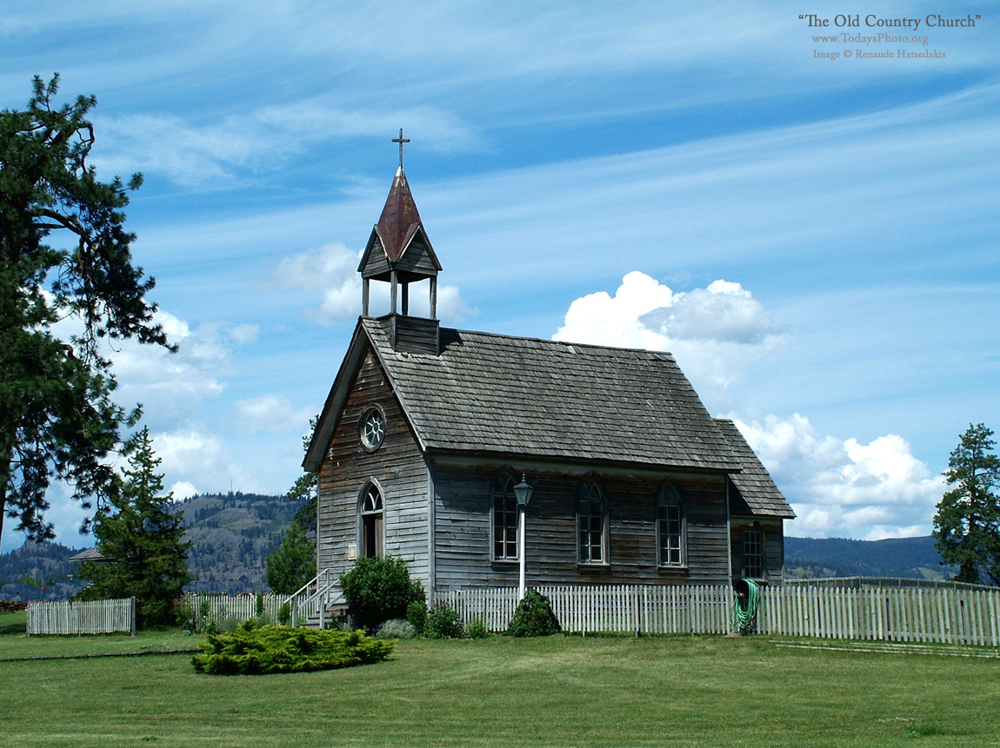 “The Old Country Church”
www.TodaysPhoto.org
Image © Renaude Hatsedakis